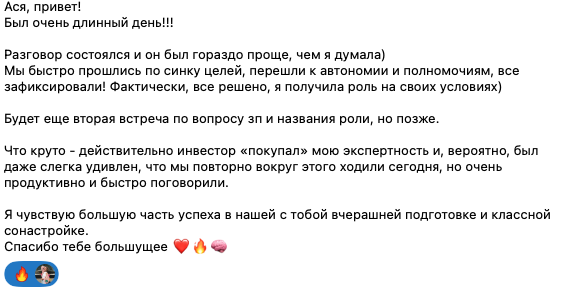 Ася, привет!
Был очень длинный день!!!

Разговор состоялся и он был гораздо проще, чем я думала)
Мы быстро прошлись по синку целей, перешли к автономии и полномочиям, все
зафиксировали! Фактически, все решено, я получила роль на своих условиях)

Будет еще вторая встреча по вопросу зп и названия роли, но позже.

Что круто - действительно инвестор «покупал» мою экспертность и, вероятно, был
даже слегка удивлен, что мы повторно вокруг этого ходили сегодня, но очень
продуктивно и быстро поговорили.

Я чувствую большую часть успеха в нашей с тобой вчерашней подготовке и классной
сонастройке.
Спасибо тебе большущее ❤️🔥🧠
🔥